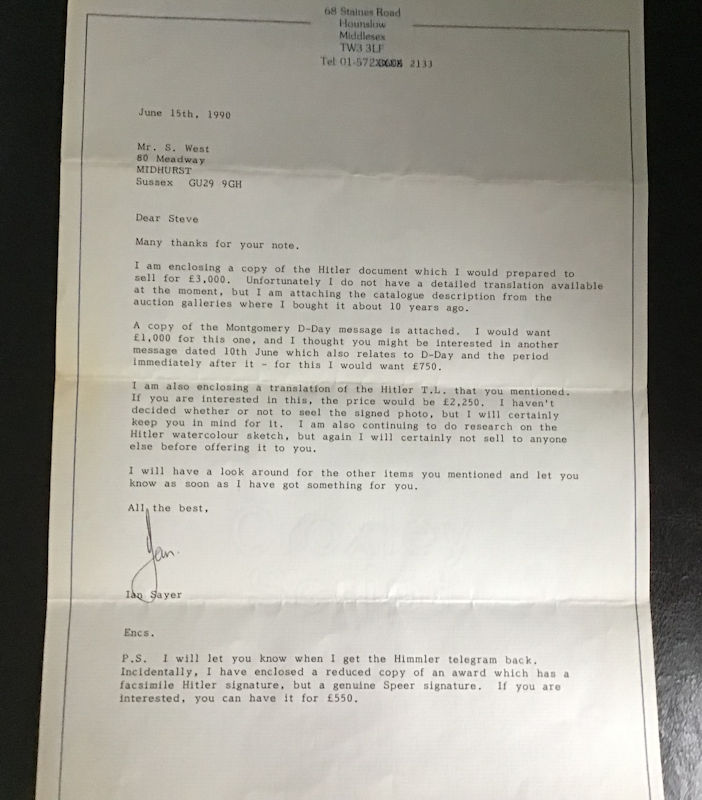 68 Staines Road
Hounslow
Middlesex
TW3 3LF
Tel: 01-572 2133
June 15th, 1990
Mr. S. West
80 Meadway
MIDHURST
Sussex GU29 9GH
Dear Steve
Many thanks for your note.
I am enclosing a copy of the Hitler document which I would prepared to
sell for £3,000. Unfortunately I do not have a detailed translation available
at the moment, but I am attaching the catalogue description from the
auction galleries where I bought it about 10 years ago.
A copy of the Montgomery D-Day message is attached. I would want
£1,000 for this one, and I thought you might be interested in another
message dated 10th June which also relates to D-Day and the period
immediately after it - for this I would want £750.
I am also enclosing a translation of the Hitler T.L. that you mentioned.
If you are interested in this, the price would be £2,250. I haven't
decided whether or not to seel the signed photo, but I will certainly
keep you in mind for it. I am also continuing to do research on the
Hitler watercolour sketch, but again I will certainly not sell to anyone
else before offering it to you.
I will have a look around for the other items you mentioned and let you
know as soon as I have got something for you.
All the best,
Ian
Ian Sayer
Encs.
P.S. I will let you know when I get the Himmler telegram back.
Incidentally, I have enclosed a reduced copy of an award which has a
facsimile Hitler signature, but a genuine Speer signature. If you are
interested, you can have it for £550.